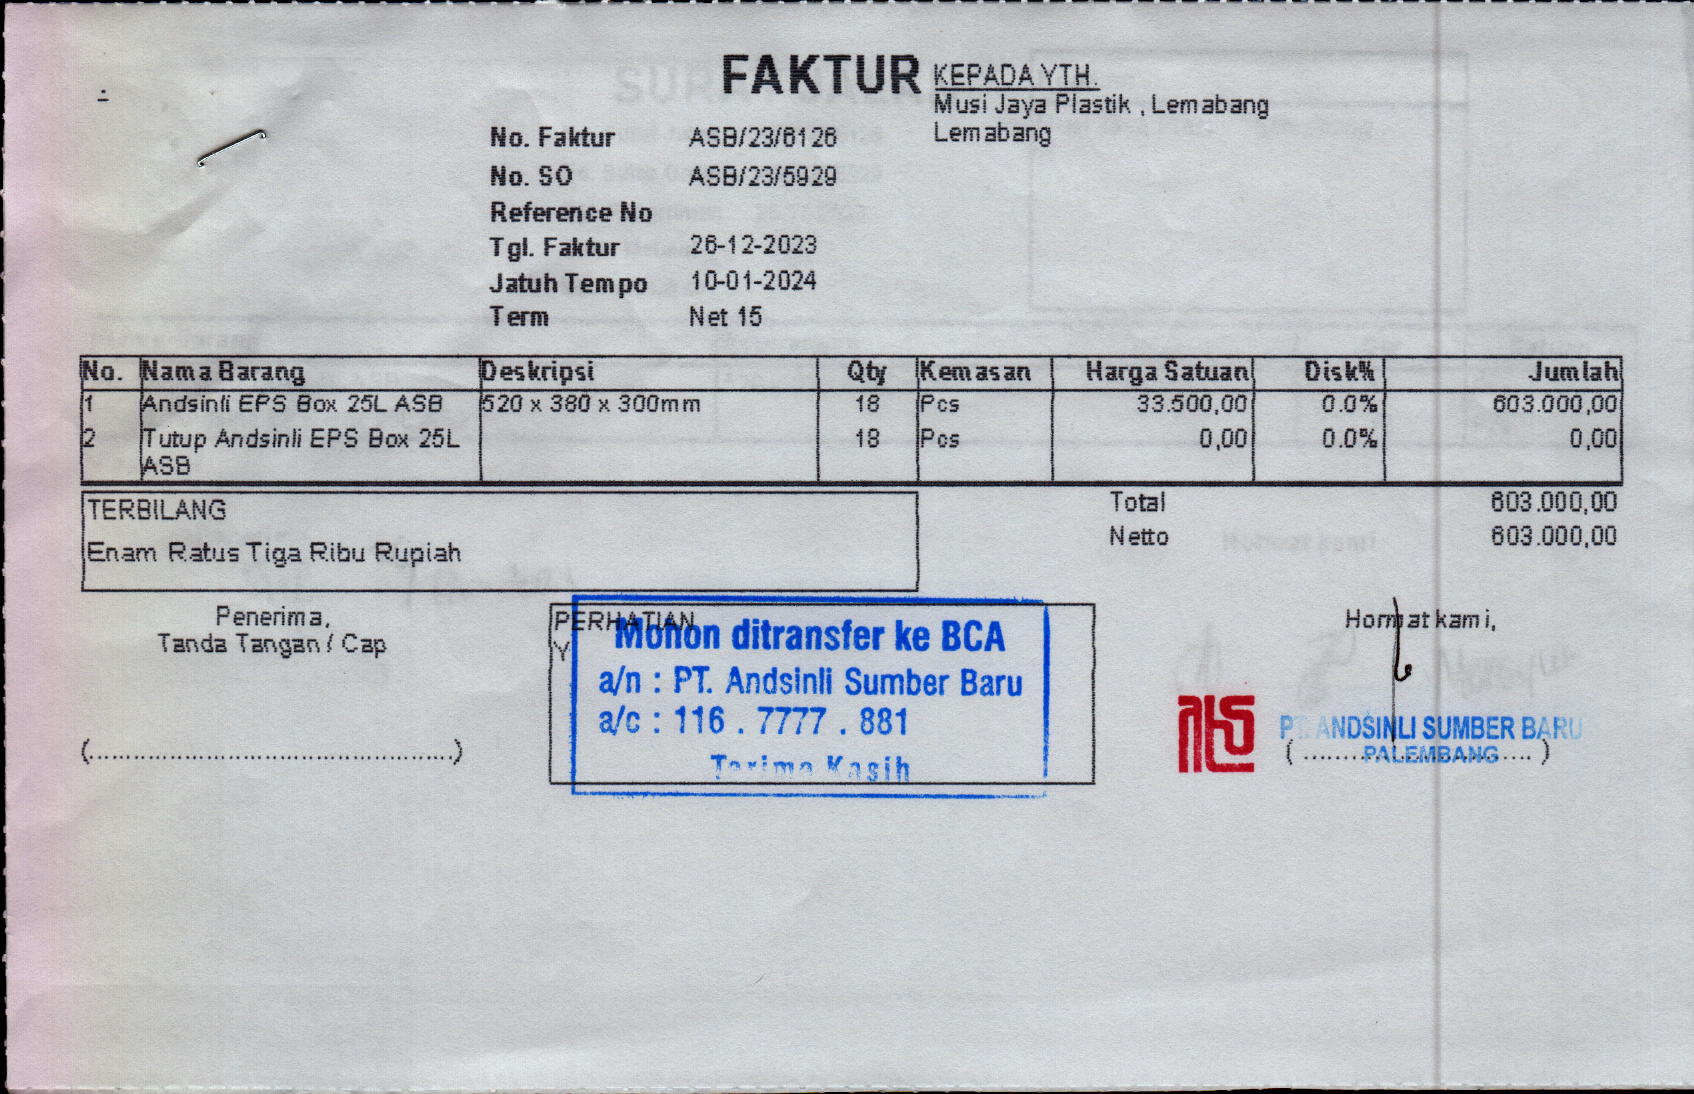 FAKTUR
KEPADA YTH.
Musi Jaya Plastik , Lemabang
Lemabang
No. Faktur ASB/23/6126
No. SO ASB/23/5929
Reference No
Tgl. Faktur 26-12-2023
Jatuh Tempo 10-01-2024
Term Net 15
No. Nama Barang Deskripsi Qty Kemasan Harga Satuan Disk% Jumlah
1 Andsinli EPS Box 25L ASB 520 x 380 x 300mm 18 Pcs 33.500,00 0.0% 603.000,00
2 Tutup Andsinli EPS Box 25L 18 Pcs 0,00 0.0% 0,00
ASB
TERBILANG
Enam Ratus Tiga Ribu Rupiah
Total 603.000,00
Netto 603.000,00
Penerima,
Tanda Tangan / Cap
(................................................)
PERHATIAN
Y
Mohon ditransfer ke BCA
a/n : PT. Andsinli Sumber Baru
a/c : 116 . 7777 . 881
Terima Kasih
Hormat kami,
PT. ANDSINLI SUMBER BARU
PALEMBANG